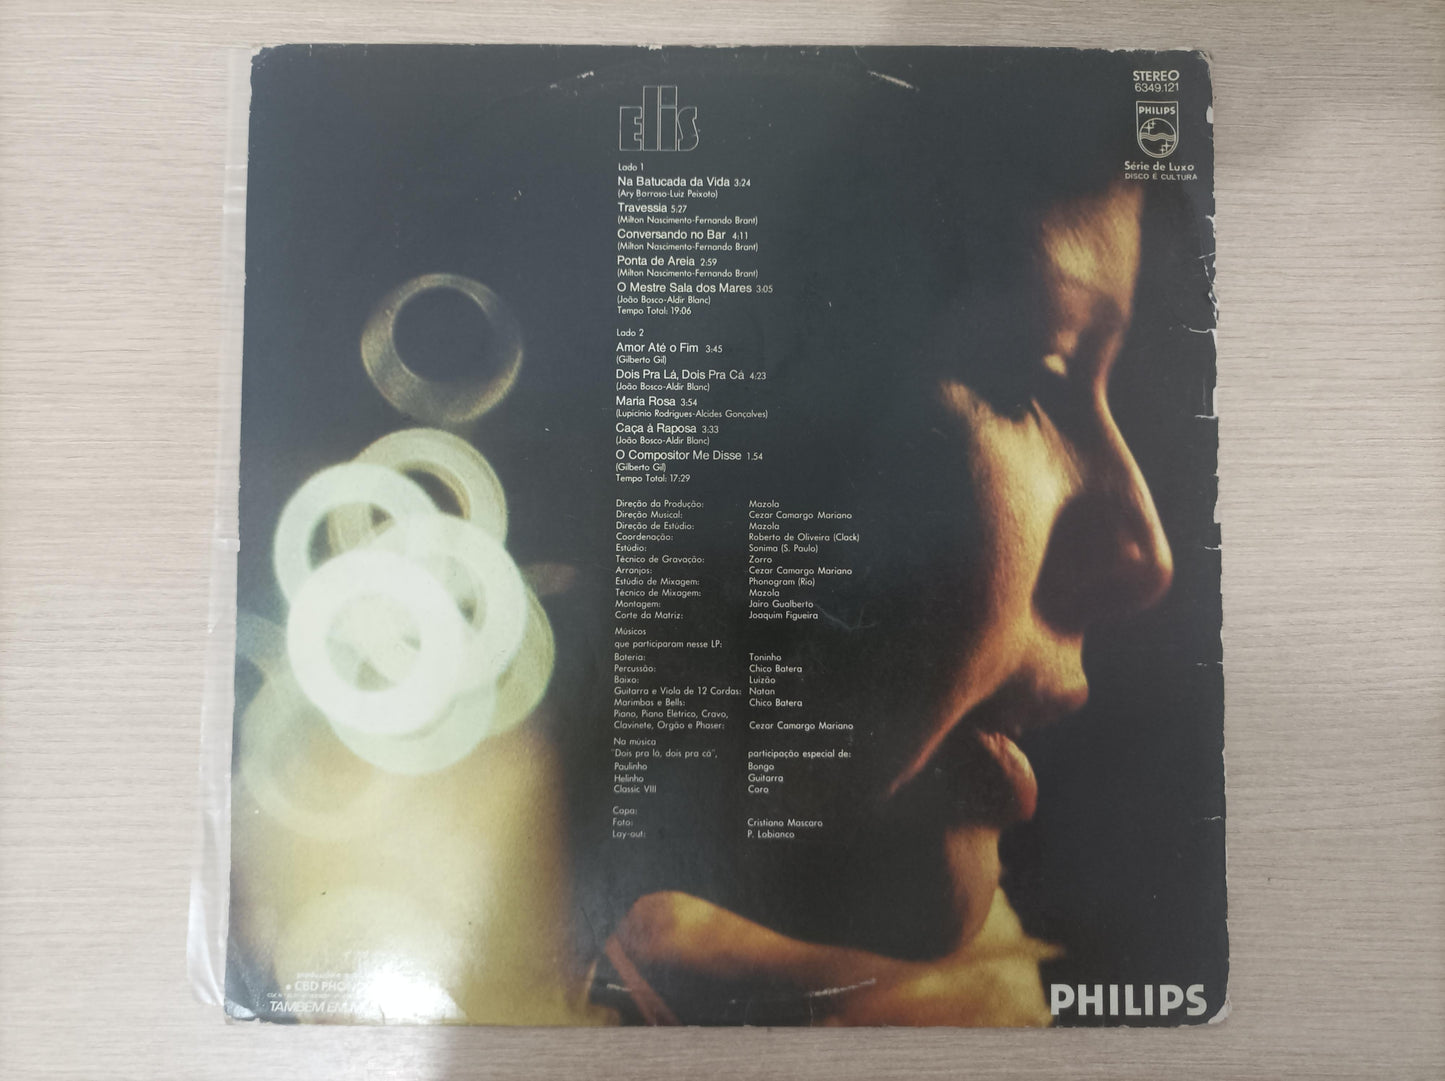 Elis
STEREO
6349.121
PHILIPS
Série de Luxo
DISCO É CULTURA
Lado 1
Na Batucada da Vida 3:24
(Ary Barroso-Luiz Peixoto)
Travessia 5:27
(Milton Nascimento-Fernando Brant)
Conversando no Bar 4:11
(Milton Nascimento-Fernando Brant)
Ponta de Areia 2:59
(Milton Nascimento-Fernando Brant)
O Mestre Sala dos Mares 3:05
(João Bosco-Aldir Blanc)
Tempo Total: 19:06
Lado 2
Amor Até o Fim 3:45
(Gilberto Gil)
Dois Pra Lá, Dois Pra Cá 4:23
(João Bosco-Aldir Blanc)
Maria Rosa 3:54
(Lupicinio Rodrigues-Alcides Gonçalves)
Caça à Raposa 3:33
(João Bosco-Aldir Blanc)
O Compositor Me Disse 1.54
(Gilberto Gil)
Tempo Total: 17:29
Direção da Produção: Mazola
Direção Musical: Cezar Camargo Mariano
Direção de Estúdio: Mazola
Coordenação: Roberto de Oliveira (Clack)
Estúdio: Sonima (S. Paulo)
Técnico de Gravação: Zorro
Arranjos: Cezar Camargo Mariano
Estúdio de Mixagem: Phonogram (Rio)
Técnico de Mixagem: Mazola
Montagem: Jairo Gualberto
Corte da Matriz: Joaquim Figueira
Músicos
que participaram nesse LP:
Bateria: Toninho
Percussão: Chico Batera
Baixo: Luizão
Guitarra e Viola de 12 Cordas: Natan
Marimbas e Bells: Chico Batera
Piano, Piano Elétrico, Cravo,
Clavinete, Orgão e Phaser: Cezar Camargo Mariano
Na música
"Dois pra lá, dois pra cá", participação especial de:
Paulinho Bongo
Helinho Guitarra
Classic VIII Coro
Capa:
Foto: Cristiano Mascaro
Lay-out: P. Lobianco
CBD
TAMBÉM EM
PHILIPS